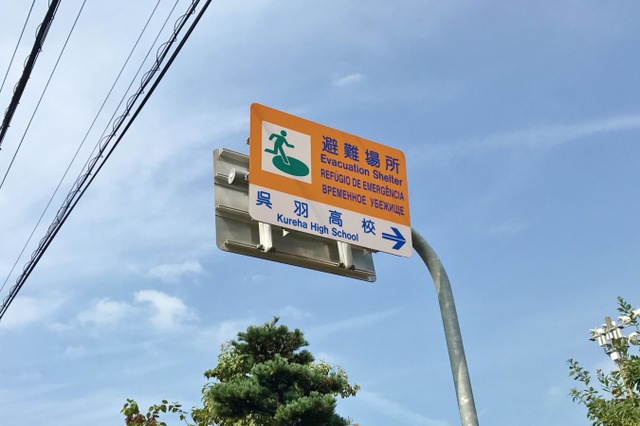 避難場所
Evacuation Shelter
REFÚGIO DE EMERGÊNCIA
ВРЕМЕННОЕ УБЕЖИЩЕ
呉羽高校
Kureha High School